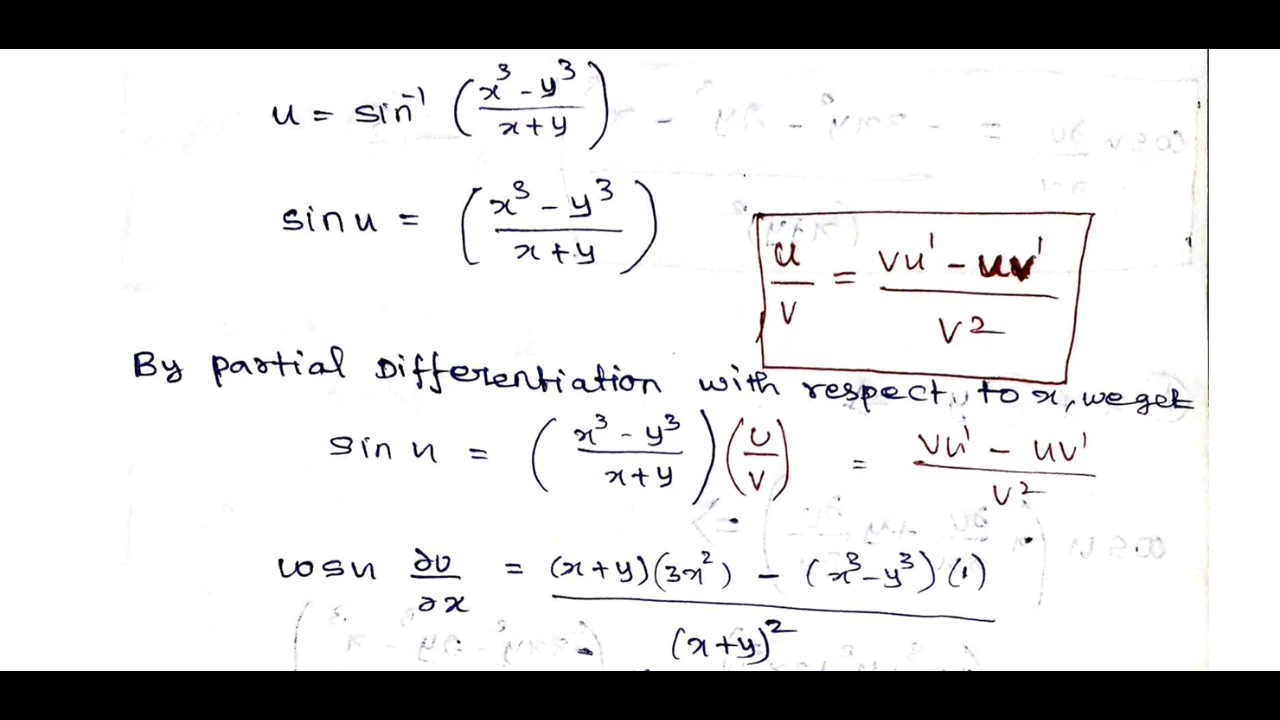 u = sin⁻¹ (x³ - y³ / x + y)
sin u = (x³ - y³ / x + y)
u / v = vu' - uv' / v²
By partial Differentiation with respect to x, we get
sin u = (x³ - y³ / x + y) (u / v) = vu' - uv' / v²
cos u ∂u / ∂x = (x + y)(3x²) - (x³ - y³)(1) / (x + y)²